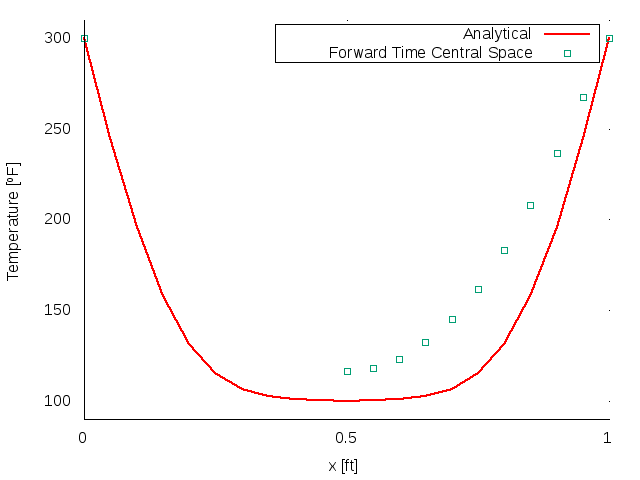 Analytical
Forward Time Central Space
300
250
200
150
100
Temperature [ºF]
0
0.5
1
x [ft]